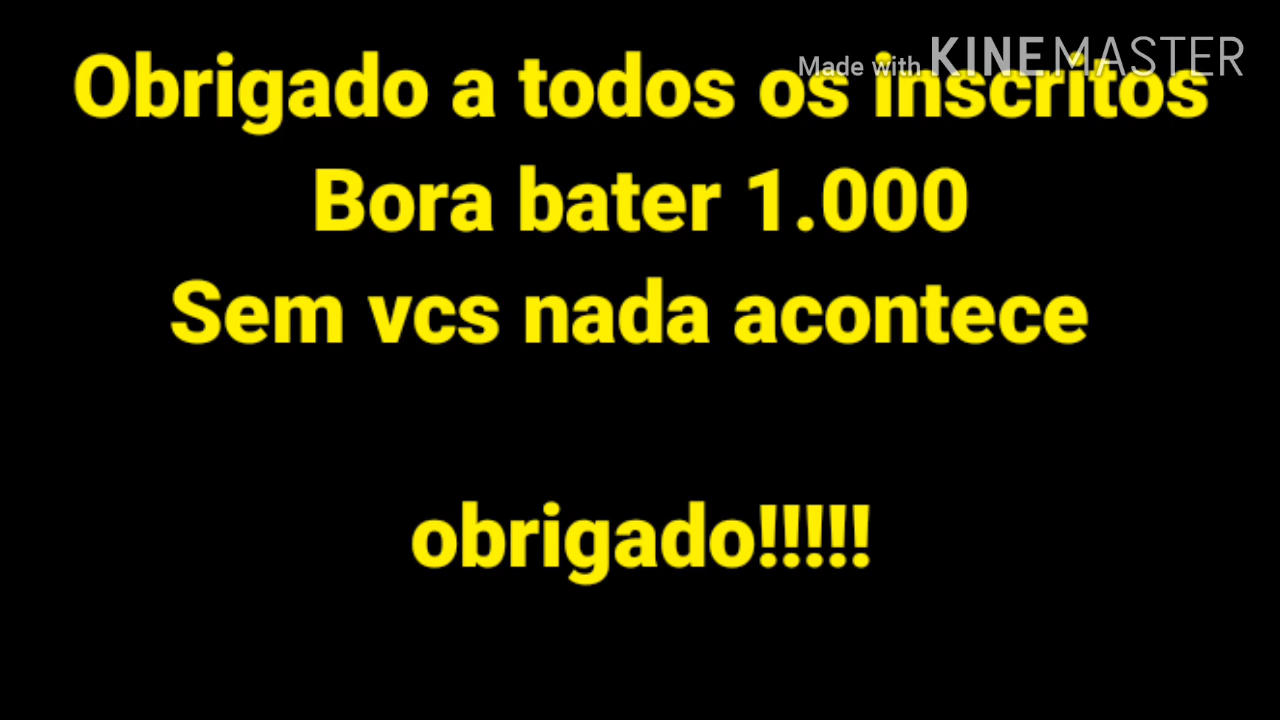 Made with KINEMASTER
Obrigado a todos os inscritos
Bora bater 1.000
Sem vcs nada acontece
obrigado!!!!!